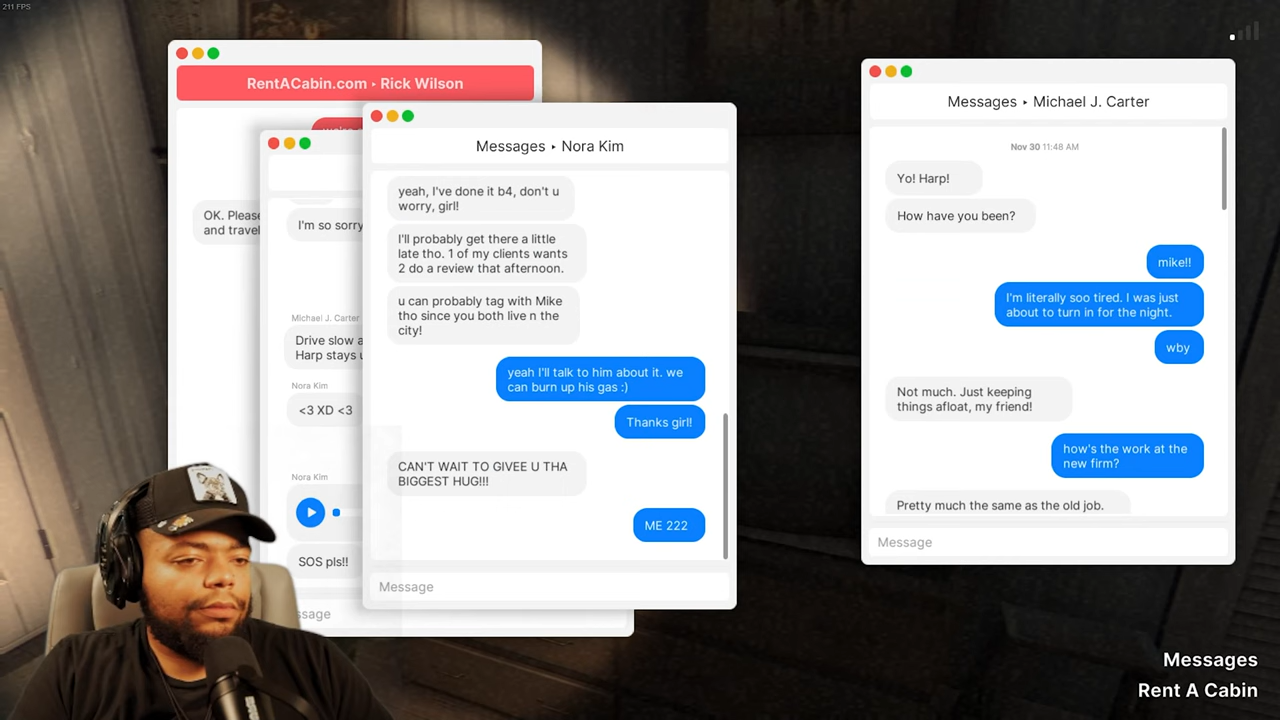 211 FPS
RentACabin.com ▸ Rick Wilson
OK. Please
and travel
I'm so sorry
Michael J. Carter
Drive slow a
Harp stays u
Nora Kim
<3 XD <3
Nora Kim
SOS pls!!
ssage
Messages ▸ Nora Kim
yeah, I've done it b4, don't u
worry, girl!
I'll probably get there a little
late tho. 1 of my clients wants
2 do a review that afternoon.
u can probably tag with Mike
tho since you both live n the
city!
yeah I'll talk to him about it. we
can burn up his gas :)
Thanks girl!
CAN'T WAIT TO GIVEE U THA
BIGGEST HUG!!!
ME 222
Message
Messages ▸ Michael J. Carter
Nov 30 11:48 AM
Yo! Harp!
How have you been?
mike!!
I'm literally soo tired. I was just
about to turn in for the night.
wby
Not much. Just keeping
things afloat, my friend!
how's the work at the
new firm?
Pretty much the same as the old job.
Message
Messages
Rent A Cabin